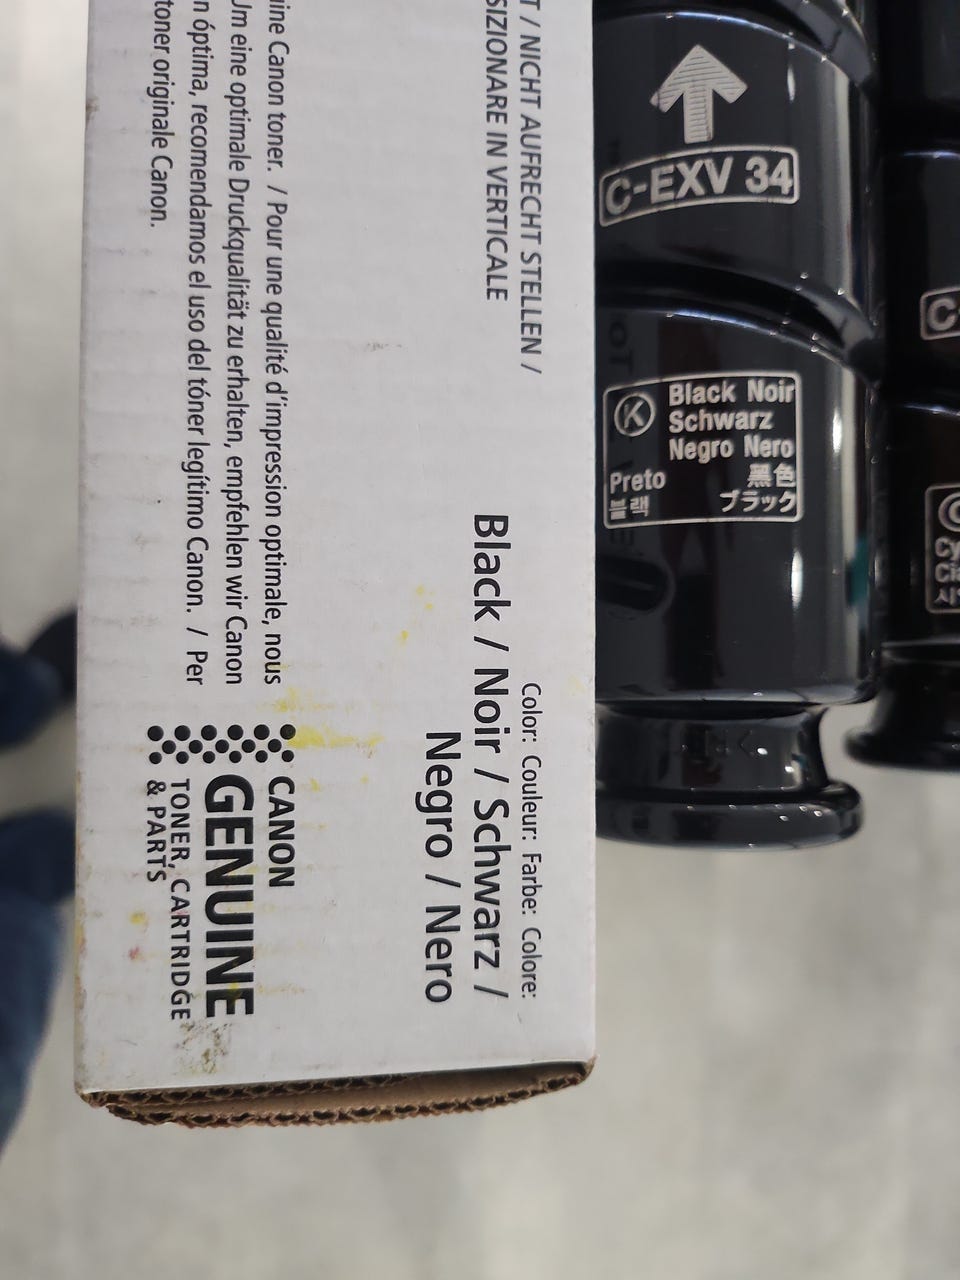 T / NICHT AUFRECHT STELLEN /
SIZIONARE IN VERTICALE
Color: Couleur: Farbe: Colore:
Black / Noir / Schwarz /
Negro / Nero
ine Canon toner. / Pour une qualité d'impression optimale, nous
Um eine optimale Druckqualität zu erhalten, empfehlen wir Canon
n óptima, recomendamos el uso del tóner legítimo Canon. / Per
toner originale Canon.
CANON
GENUINE
TONER, CARTRIDGE
& PARTS
C-EXV 34
K
Black Noir
Schwarz
Negro Nero
Preto 黑色
블랙 ブラック
C-